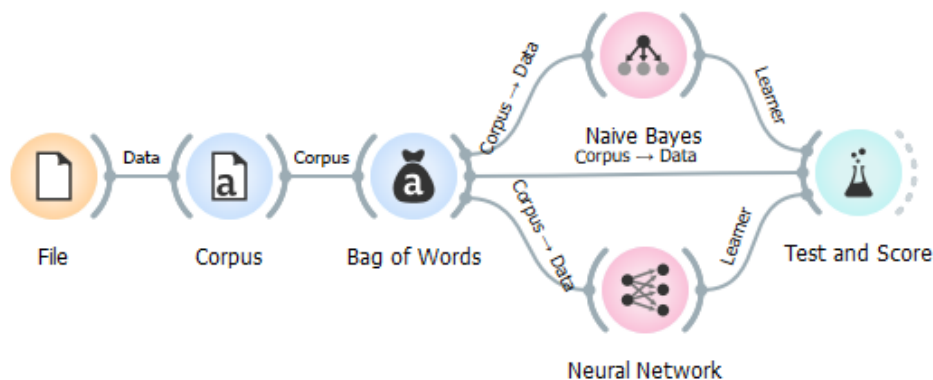 Data
Corpus
a
a
Corpus → Data
Corpus → Data
Corpus → Data
Learner
Learner
File
Corpus
Bag of Words
Naive Bayes
Neural Network
Test and Score